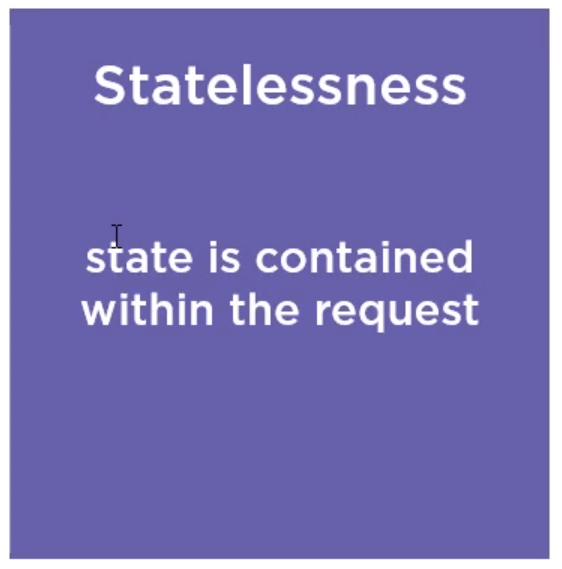 Statelessness
state is contained
within the request